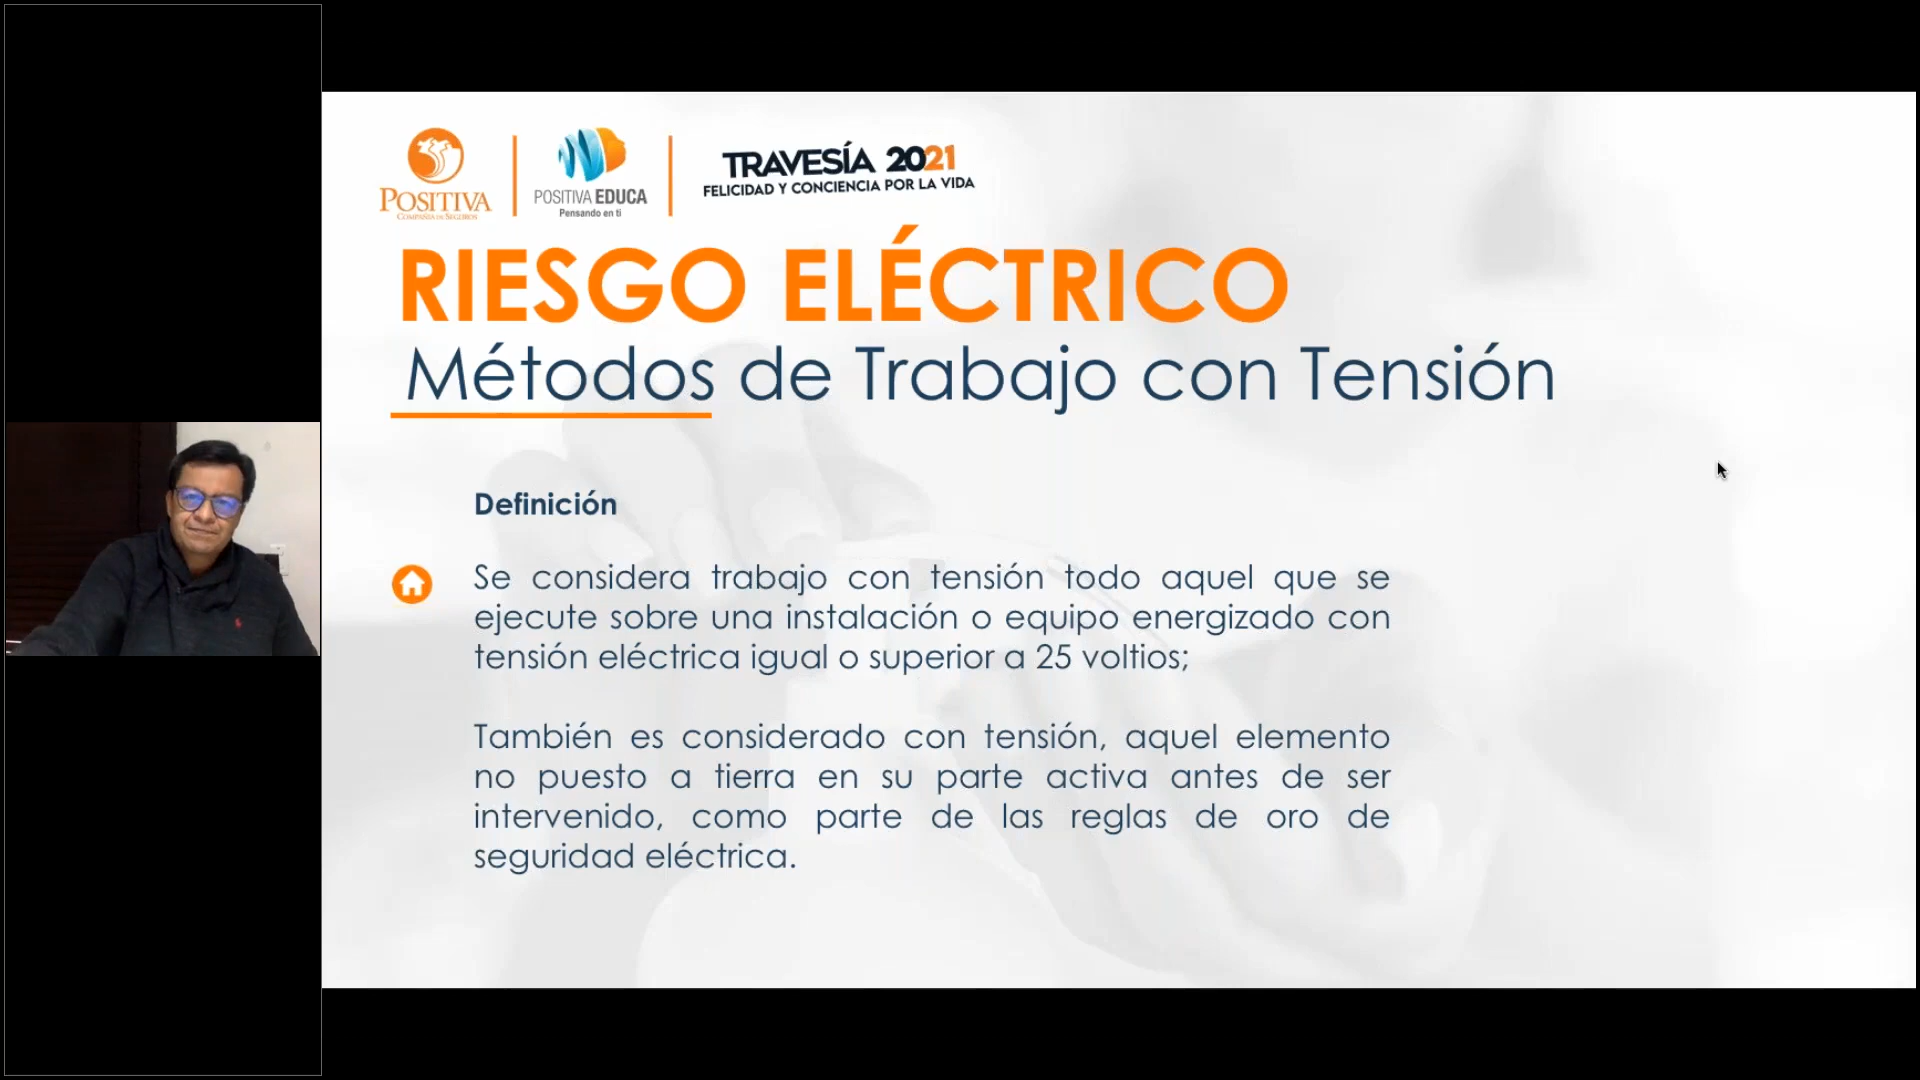 POSITIVA
COMPAÑÍA DE SEGUROS
POSITIVA EDUCA
Pensando en ti
TRAVESÍA 2021
FELICIDAD Y CONCIENCIA POR LA VIDA
RIESGO ELÉCTRICO
Métodos de Trabajo con Tensión
Definición
Se considera trabajo con tensión todo aquel que se
ejecute sobre una instalación o equipo energizado con
tensión eléctrica igual o superior a 25 voltios;
También es considerado con tensión, aquel elemento
no puesto a tierra en su parte activa antes de ser
intervenido, como parte de las reglas de oro de
seguridad eléctrica.